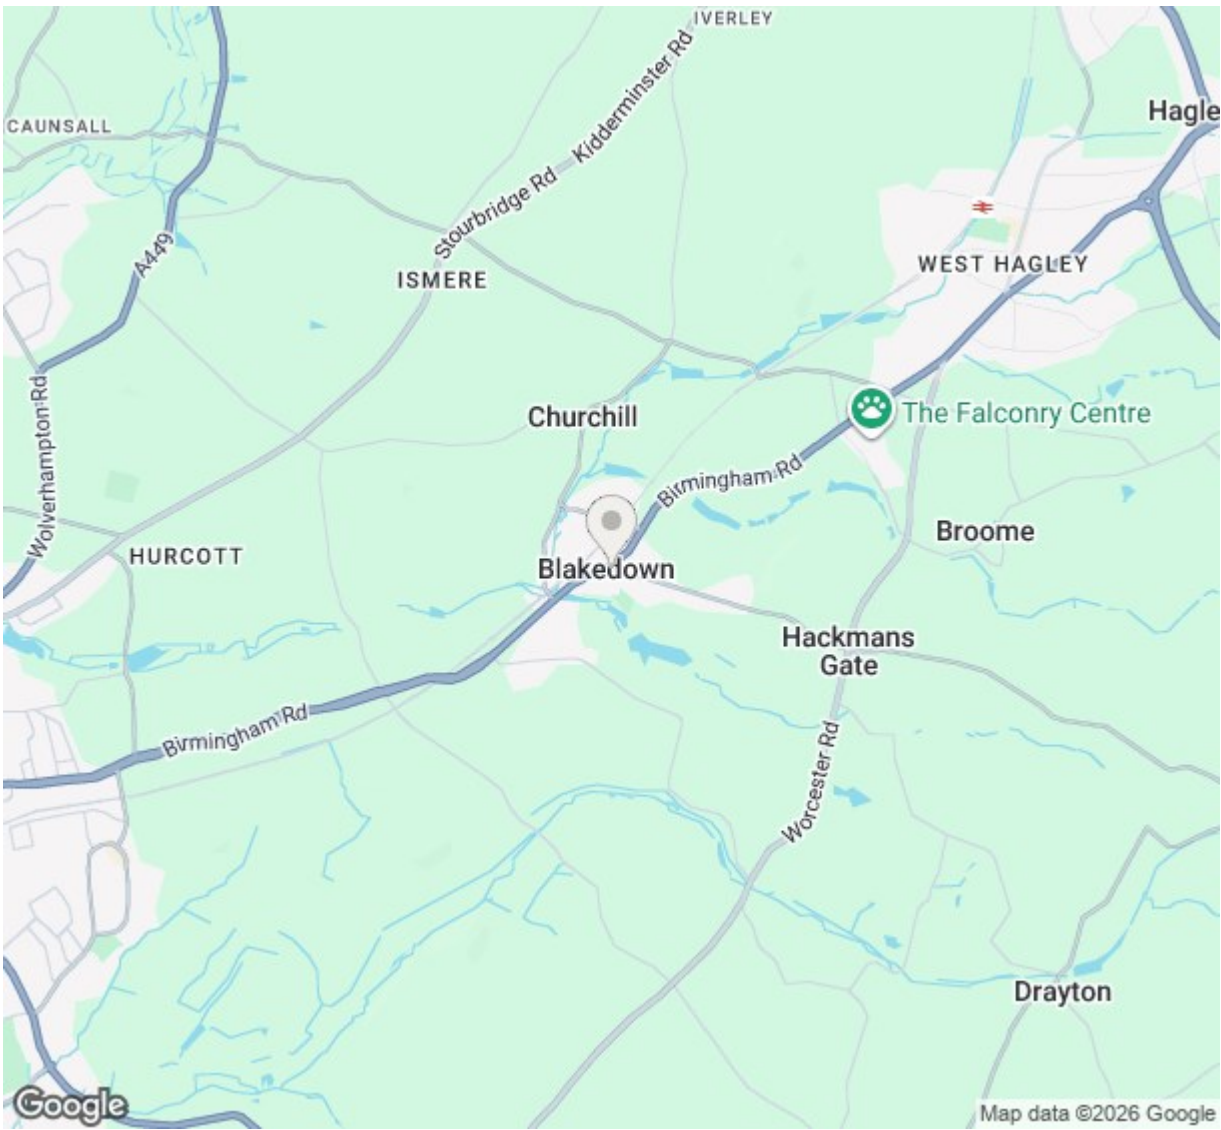 IVERLEY
Hagle
CAUNSALL
Kidderminster Rd
Stourbridge Rd
A449
WEST HAGLEY
ISMERE
Wolverhampton Rd
Churchill
The Falconry Centre
Birmingham Rd
Broome
HURCOTT
Blakedown
Hackmans
Gate
Birmingham Rd
Worcester Rd
Drayton
Google
Map data ©2026 Google